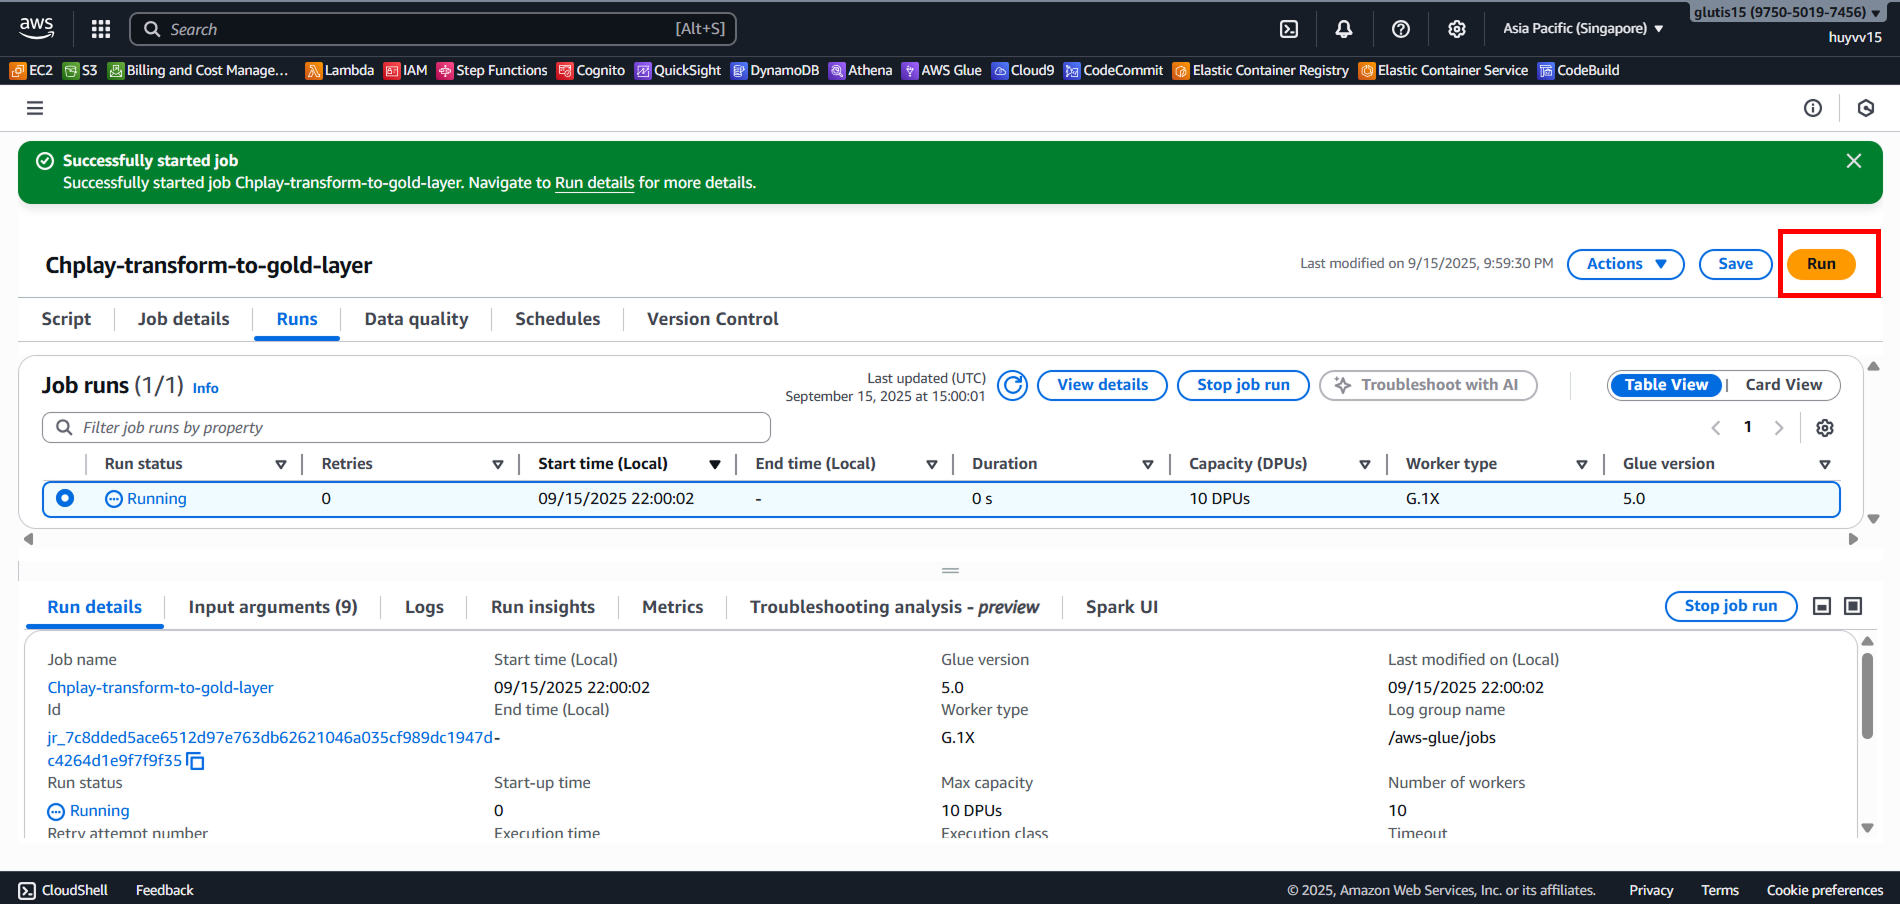 aws
Search
[Alt+S]
Asia Pacific (Singapore)
glutis15 (9750-5019-7456)
huyvv15
EC2
S3
Billing and Cost Manage...
Lambda
IAM
Step Functions
Cognito
QuickSight
DynamoDB
Athena
AWS Glue
Cloud9
CodeCommit
Elastic Container Registry
Elastic Container Service
CodeBuild
Successfully started job
Successfully started job Chplay-transform-to-gold-layer. Navigate to Run details for more details.
Chplay-transform-to-gold-layer
Last modified on 9/15/2025, 9:59:30 PM
Actions
Save
Run
Script
Job details
Runs
Data quality
Schedules
Version Control
Job runs (1/1) Info
Last updated (UTC)
September 15, 2025 at 15:00:01
View details
Stop job run
Troubleshoot with AI
Table View
Card View
Filter job runs by property
1
Run status
Retries
Start time (Local)
End time (Local)
Duration
Capacity (DPUs)
Worker type
Glue version
Running
0
09/15/2025 22:00:02
-
0 s
10 DPUs
G.1X
5.0
Run details
Input arguments (9)
Logs
Run insights
Metrics
Troubleshooting analysis - preview
Spark UI
Stop job run
Job name
Start time (Local)
Glue version
Last modified on (Local)
Chplay-transform-to-gold-layer
09/15/2025 22:00:02
5.0
09/15/2025 22:00:02
Id
End time (Local)
Worker type
Log group name
jr_7c8dded5ace6512d97e763db62621046a035cf989dc1947d
c4264d1e9f7f9f35
-
G.1X
/aws-glue/jobs
Run status
Start-up time
Max capacity
Number of workers
Running
0
10 DPUs
10
Retry attempt number
Execution time
Execution class
Timeout
CloudShell
Feedback
© 2025, Amazon Web Services, Inc. or its affiliates.
Privacy
Terms
Cookie preferences